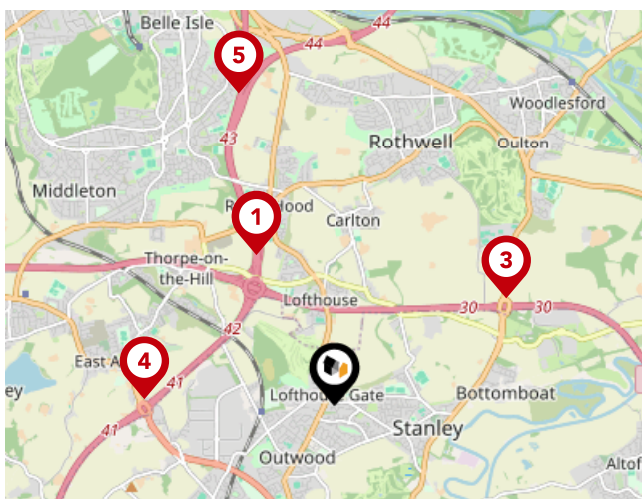 Belle Isle
44
44
5
43
Woodlesford
Rothwell
Oulton
Middleton
1
Hood
Carlton
3
Thorpe-on-
the-Hill
Lofthouse
30
30
42
East A
4
41
Lofthouse Gate
ey
Bottomboat
41
Stanley
Outwood
Altof